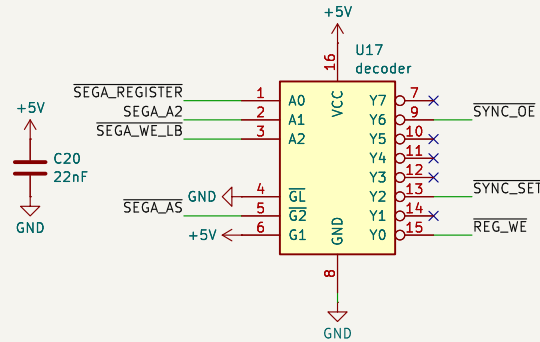 +5V
U17
decoder
16
VCC
SEGA_REGISTER 1 A0
SEGA_A2 2 A1
SEGA_WE_LB 3 A2
GND 4 GL
SEGA_AS 5 G2
+5V 6 G1
Y7 7
Y6 9 SYNC_OE
Y5 10
Y4 11
Y3 12
Y2 13 SYNC_SET
Y1 14
Y0 15 REG_WE
GND
8
GND
+5V
C20
22nF
GND